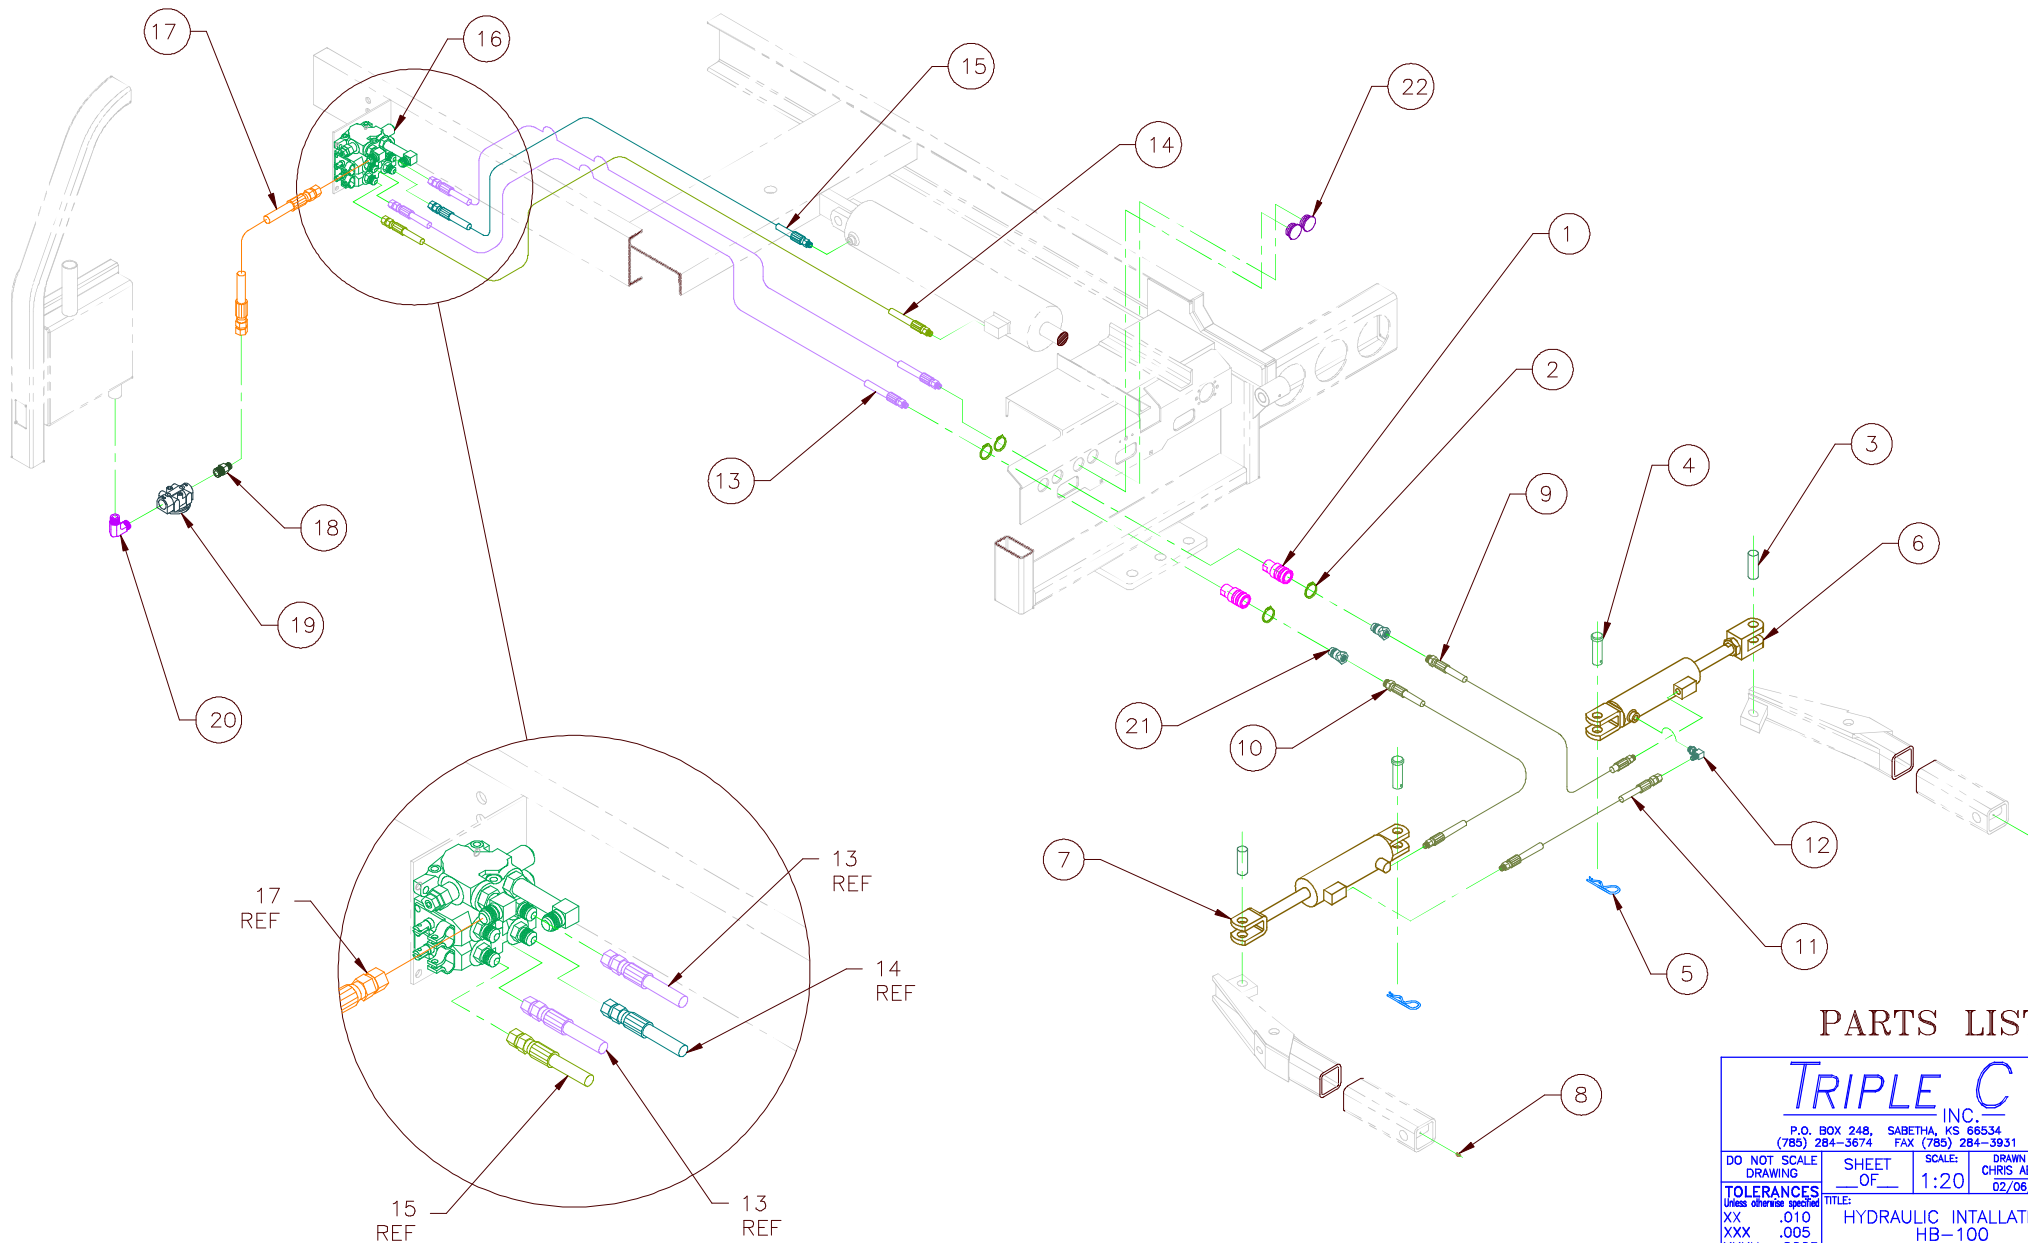 17
16
15
22
14
1
2
13
3
4
9
6
18
19
20
21
10
12
7
11
5
8
13
REF
17
REF
14
REF
15
REF
13
REF
PARTS LIST
TRIPLE C
INC.
P.O. BOX 248, SABETHA, KS 66534
(785) 284-3674 FAX (785) 284-3931
DO NOT SCALE
DRAWING
SHEET
__OF__
SCALE:
1:20
DRAWN
CHRIS
02/06
TOLERANCES
Unless otherwise specified
XX .010
XXX .005
TITLE:
HYDRAULIC INTALLAT
HB-100